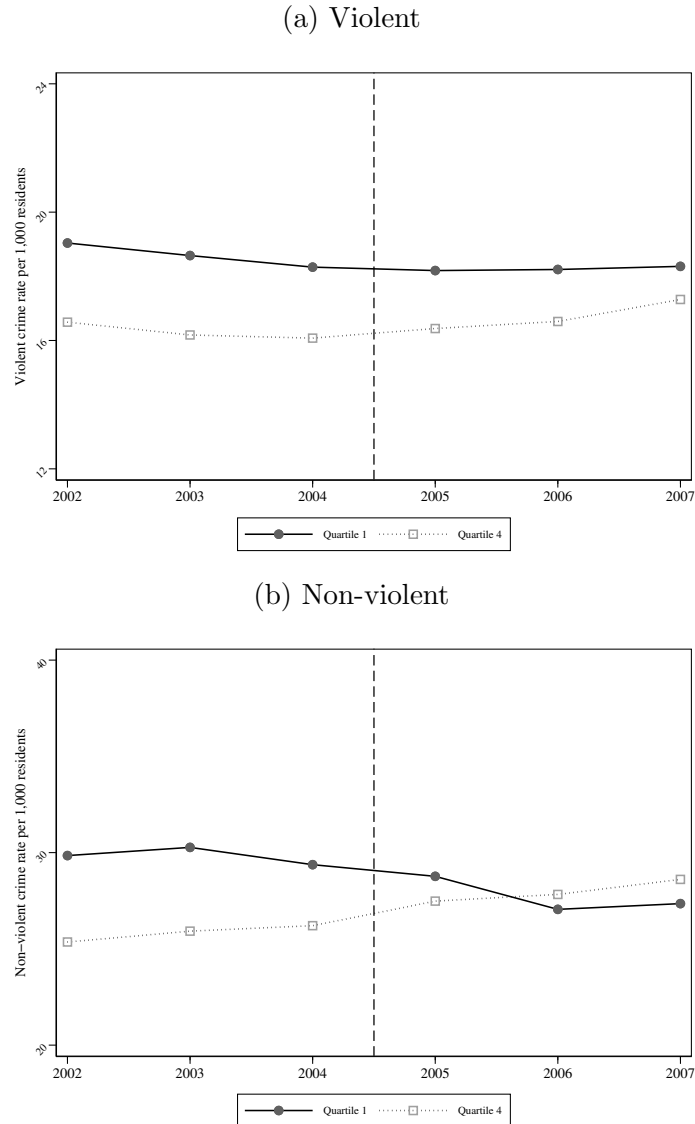 (a) Violent
Violent crime rate per 1,000 residents
24
20
16
12
2002 2003 2004 2005 2006 2007
Quartile 1 Quartile 4
(b) Non-violent
Non−violent crime rate per 1,000 residents
40
30
20
2002 2003 2004 2005 2006 2007
Quartile 1 Quartile 4